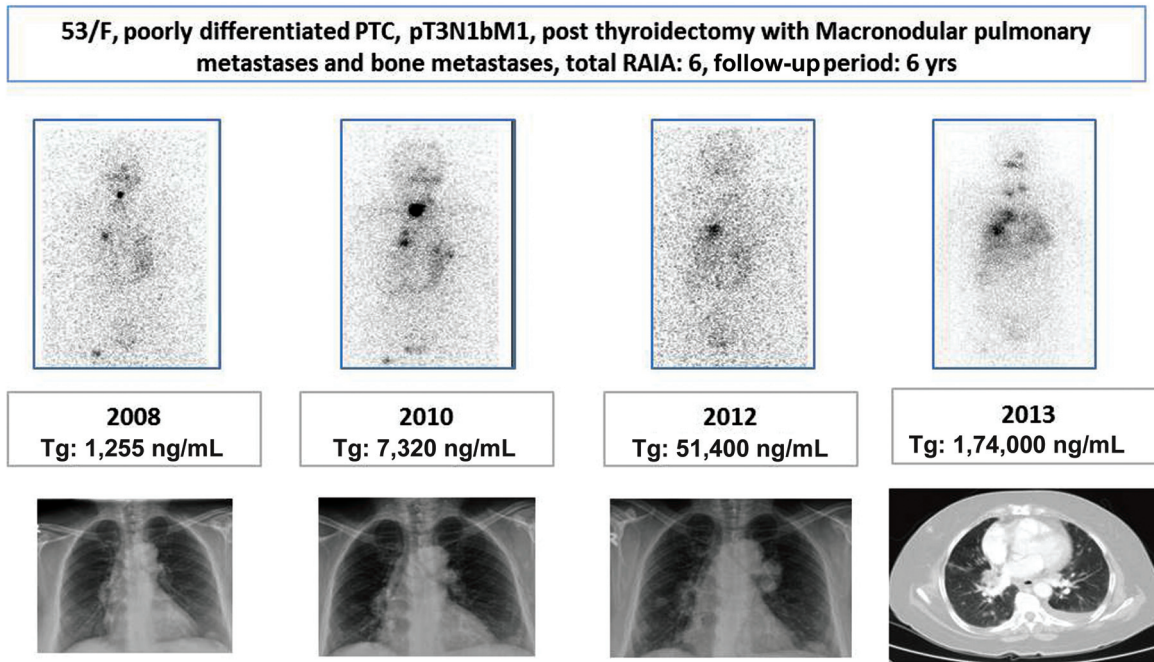 53/F, poorly differentiated PTC, pT3N1bM1, post thyroidectomy with Macronodular pulmonary
metastases and bone metastases, total RAIA: 6, follow-up period: 6 yrs
2008
Tg: 1,255 ng/mL
2010
Tg: 7,320 ng/mL
2012
Tg: 51,400 ng/mL
2013
Tg: 1,74,000 ng/mL